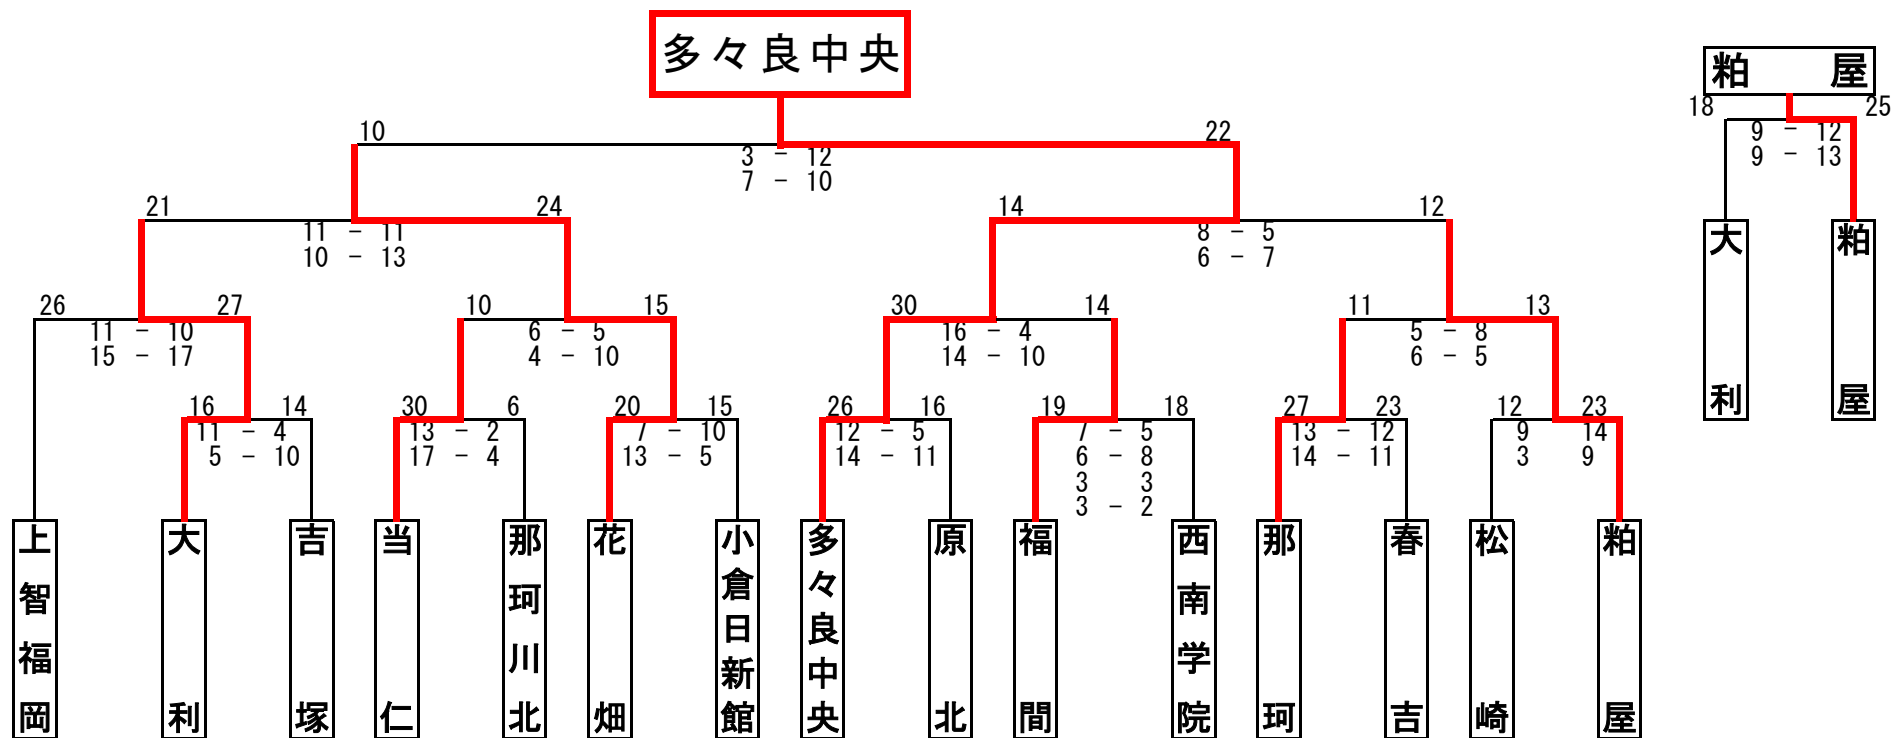 多々良中央
粕屋
18 25
9 － 12
9 － 13
大利
粕屋
10 22
3 － 12
7 － 10
21 24
11 － 11
10 － 13
14 12
8 － 5
6 － 7
26 27
11 － 10
15 － 17
10 15
6 － 5
4 － 10
30 14
16 － 4
14 － 10
11 13
5 － 8
6 － 5
16 14
11 － 4
5 － 10
30 6
13 － 2
17 － 4
20 15
7 － 10
13 － 5
26 16
12 － 5
14 － 11
19 18
7 － 5
6 － 8
3 3
3 － 2
27 23
13 － 12
14 － 11
12 23
9 14
3 9
上智福岡
大利
吉塚
当仁
那珂川北
花畑
小倉日新館
多々良中央
原北
福間
西南学院
那珂
春吉
松崎
粕屋